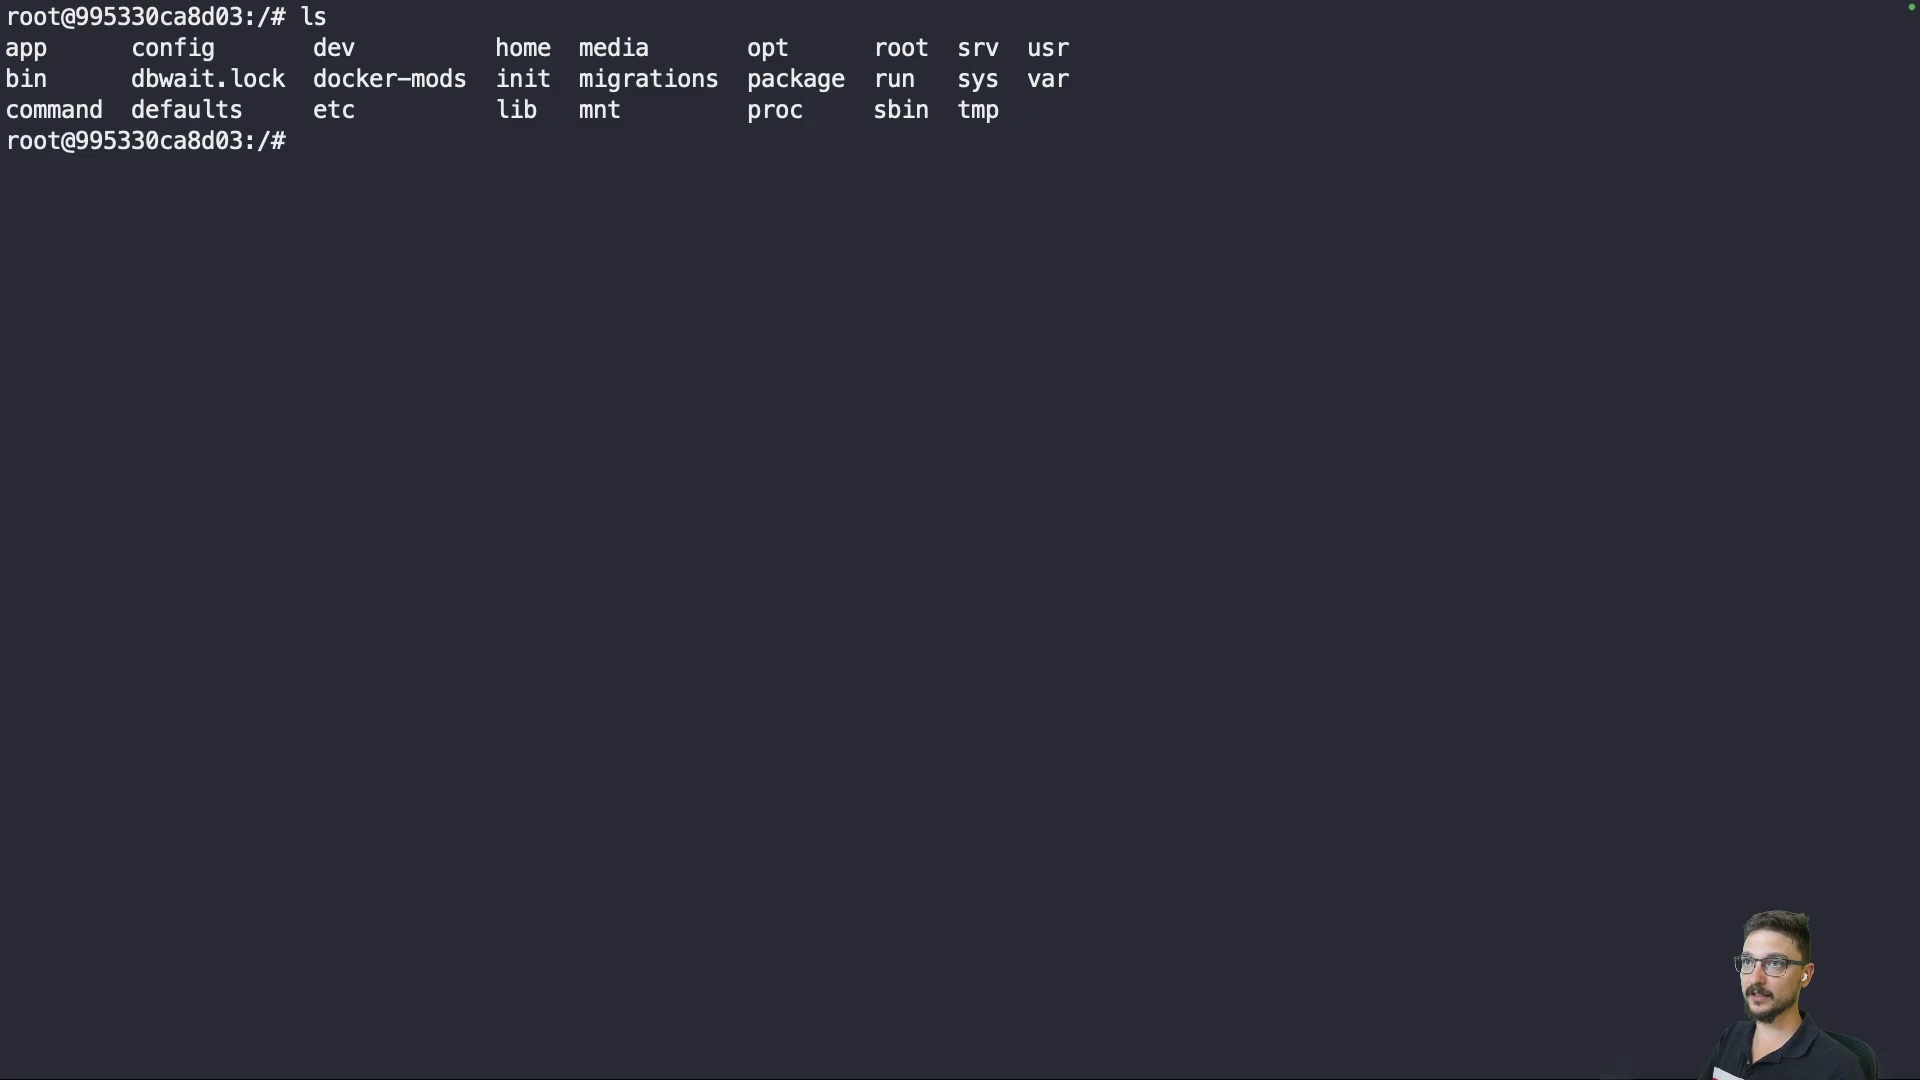 root@995330ca8d03:/# ls
app      config       dev          home  media       opt      root  srv  usr
bin      dbwait.lock  docker-mods  init  migrations  package  run   sys  var
command  defaults     etc          lib   mnt         proc     sbin  tmp
root@995330ca8d03:/#